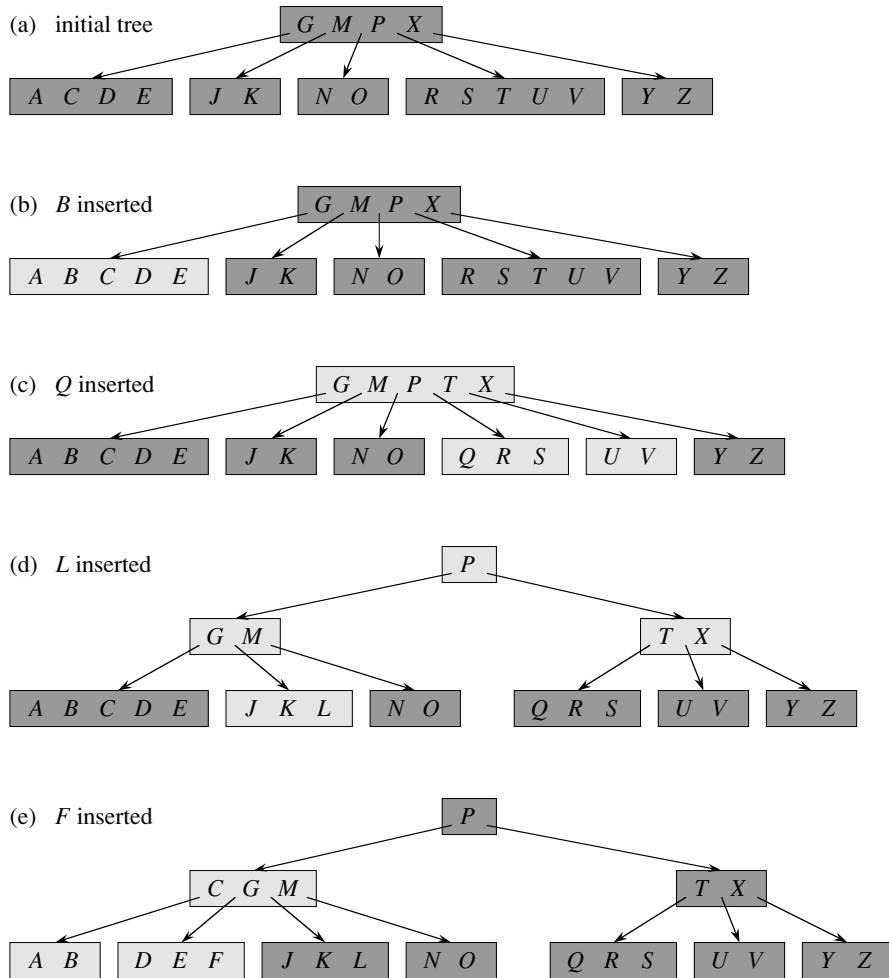 (a) initial tree
G M P X
A C D E J K N O R S T U V Y Z
(b) B inserted
G M P X
A B C D E J K N O R S T U V Y Z
(c) Q inserted
G M P T X
A B C D E J K N O Q R S U V Y Z
(d) L inserted
P
G M T X
A B C D E J K L N O Q R S U V Y Z
(e) F inserted
P
C G M T X
A B D E F J K L N O Q R S U V Y Z